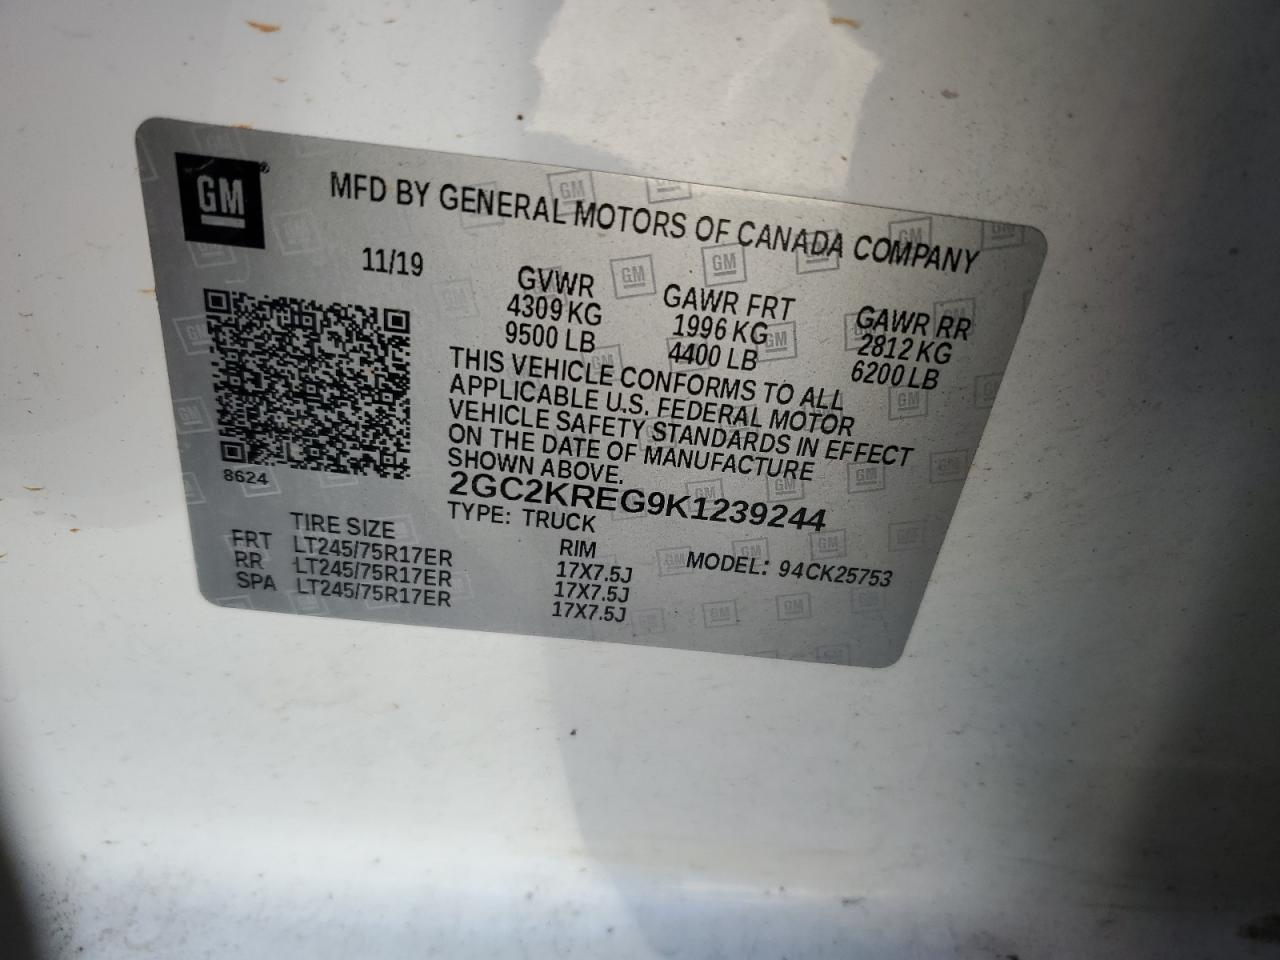 GM
MFD BY GENERAL MOTORS OF CANADA COMPANY
11/19
GVWR GAWR FRT GAWR RR
4309 KG 1996 KG 2812 KG
9500 LB 4400 LB 6200 LB
THIS VEHICLE CONFORMS TO ALL
APPLICABLE U.S. FEDERAL MOTOR
VEHICLE SAFETY STANDARDS IN EFFECT
ON THE DATE OF MANUFACTURE
SHOWN ABOVE.
8624
2GC2KREG9K1239244
TYPE: TRUCK
MODEL: 94CK25753
TIRE SIZE RIM
FRT LT245/75R17ER 17X7.5J
RR LT245/75R17ER 17X7.5J
SPA LT245/75R17ER 17X7.5J